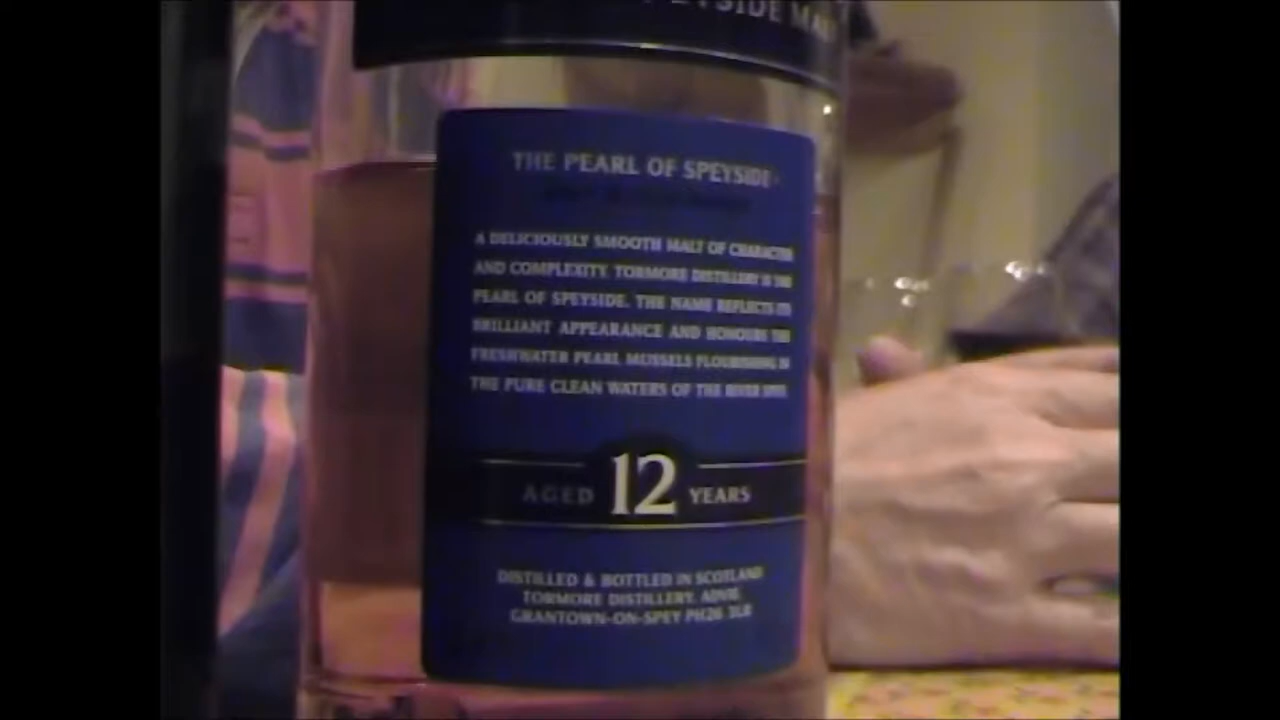 THE PEARL OF SPEYSIDE
A DELICIOUSLY SMOOTH MALT OF CHARACTER
AND COMPLEXITY. TORMORE DISTILLERY IS THE
PEARL OF SPEYSIDE. THE NAME REFLECTS ITS
BRILLIANT APPEARANCE AND HONOURS THE
FRESHWATER PEARL MUSSELS FLOURISHING IN
THE PURE CLEAN WATERS OF THE RIVER SPEY.
AGED 12 YEARS
DISTILLED & BOTTLED IN SCOTLAND
TORMORE DISTILLERY, ADVIE,
GRANTOWN-ON-SPEY PH26 3LR